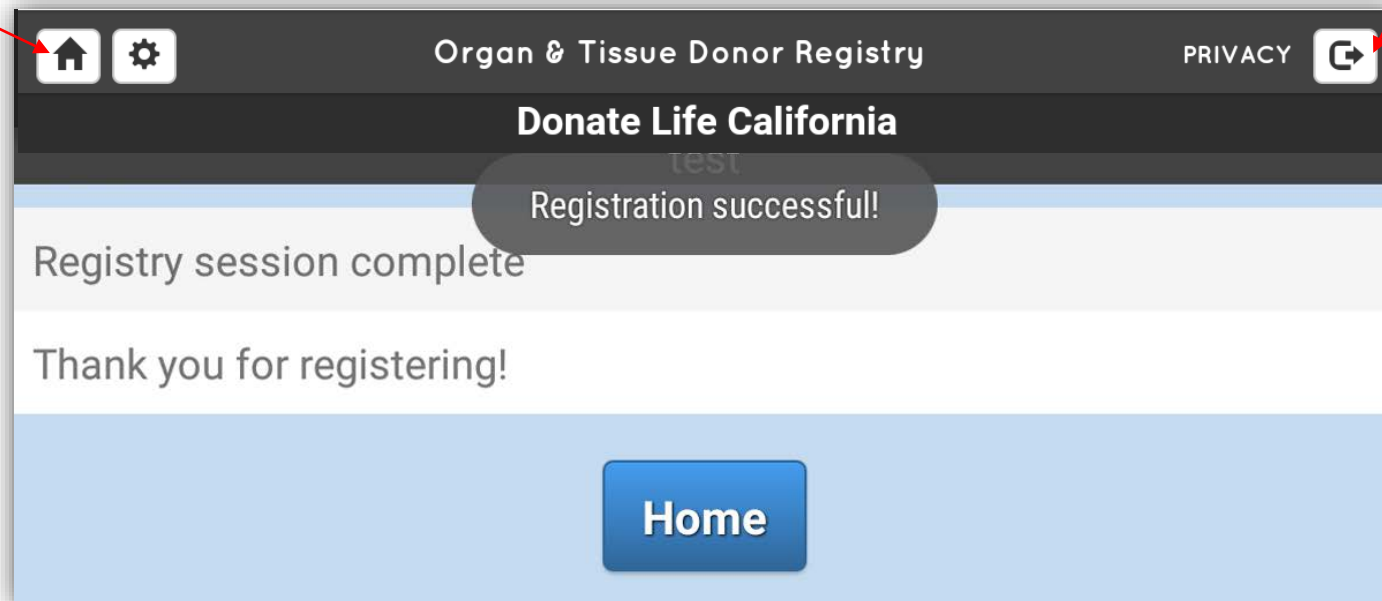 Organ & Tissue Donor Registry PRIVACY
Donate Life California
test
Registration successful!
Registry session complete
Thank you for registering!
Home